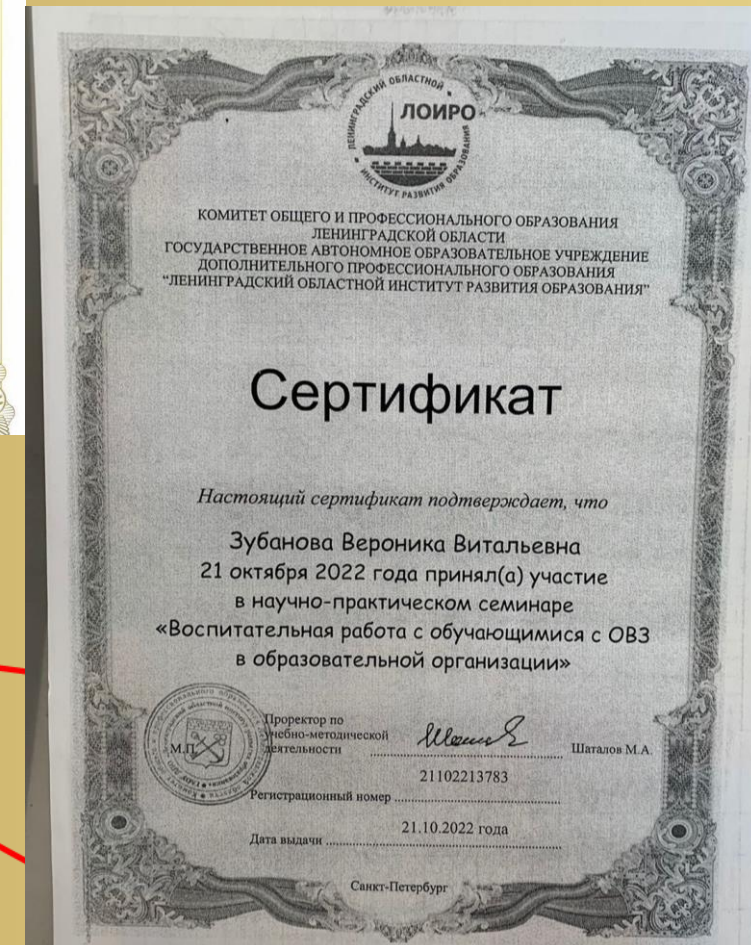 ЛЕНИНГРАДСКИЙ ОБЛАСТНОЙ
ЛОИРО
ИНСТИТУТ РАЗВИТИЯ ОБРАЗОВАНИЯ
КОМИТЕТ ОБЩЕГО И ПРОФЕССИОНАЛЬНОГО ОБРАЗОВАНИЯ
ЛЕНИНГРАДСКОЙ ОБЛАСТИ
ГОСУДАРСТВЕННОЕ АВТОНОМНОЕ ОБРАЗОВАТЕЛЬНОЕ УЧРЕЖДЕНИЕ
ДОПОЛНИТЕЛЬНОГО ПРОФЕССИОНАЛЬНОГО ОБРАЗОВАНИЯ
"ЛЕНИНГРАДСКИЙ ОБЛАСТНОЙ ИНСТИТУТ РАЗВИТИЯ ОБРАЗОВАНИЯ"
Сертификат
Настоящий сертификат подтверждает, что
Зубанова Вероника Витальевна
21 октября 2022 года принял(а) участие
в научно-практическом семинаре
«Воспитательная работа с обучающимися с ОВЗ
в образовательной организации»
Проректор по
учебно-методической
М.П. деятельности Шаталов М.А.
21102213783
Регистрационный номер
21.10.2022 года
Дата выдачи
Санкт-Петербург